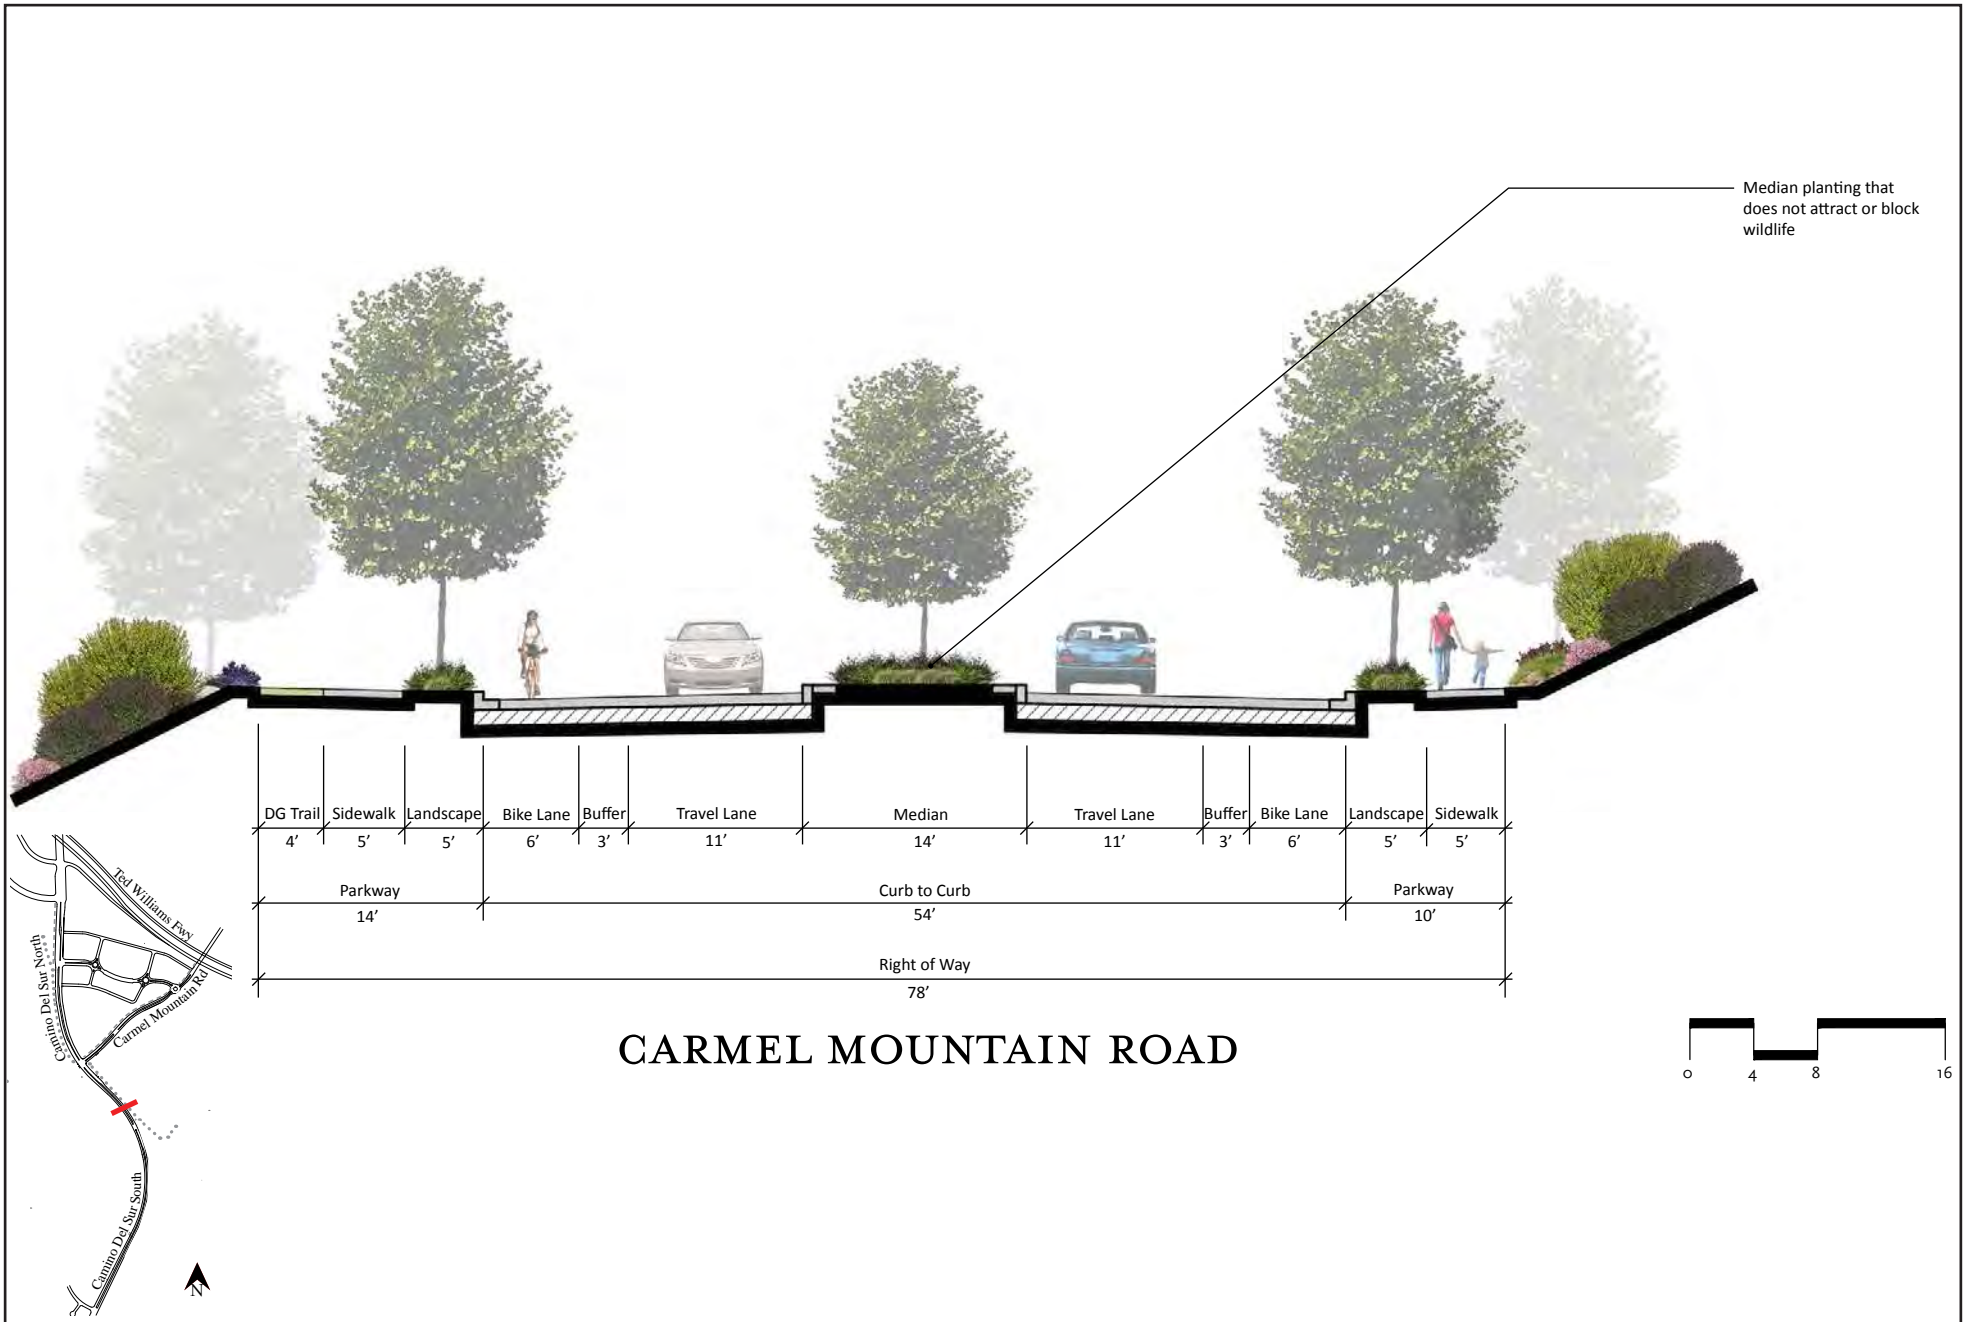 Median planting that
does not attract or block
wildlife
DG Trail Sidewalk Landscape Bike Lane Buffer Travel Lane Median Travel Lane Buffer Bike Lane Landscape Sidewalk
4’ 5’ 5’ 6’ 3’ 11’ 14’ 11’ 3’ 6’ 5’ 5’
Parkway Curb to Curb Parkway
14’ 54’ 10’
Right of Way
78’
CARMEL MOUNTAIN ROAD
0 4 8 16
Ted Williams Fwy
Camino Del Sur North
Carmel Mountain Rd
Camino Del Sur South
N